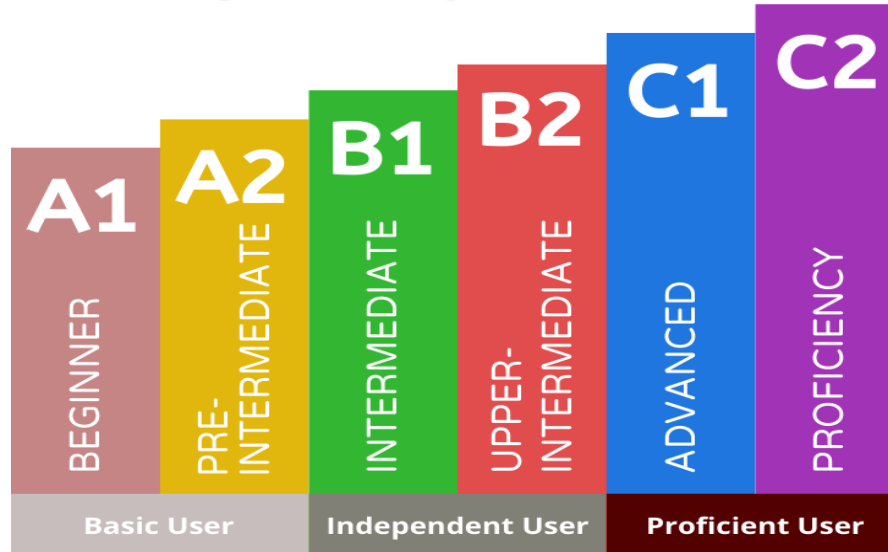 A1
BEGINNER
A2
PRE-
INTERMEDIATE
B1
INTERMEDIATE
B2
UPPER-
INTERMEDIATE
C1
ADVANCED
C2
PROFICIENCY
Basic User
Independent User
Proficient User